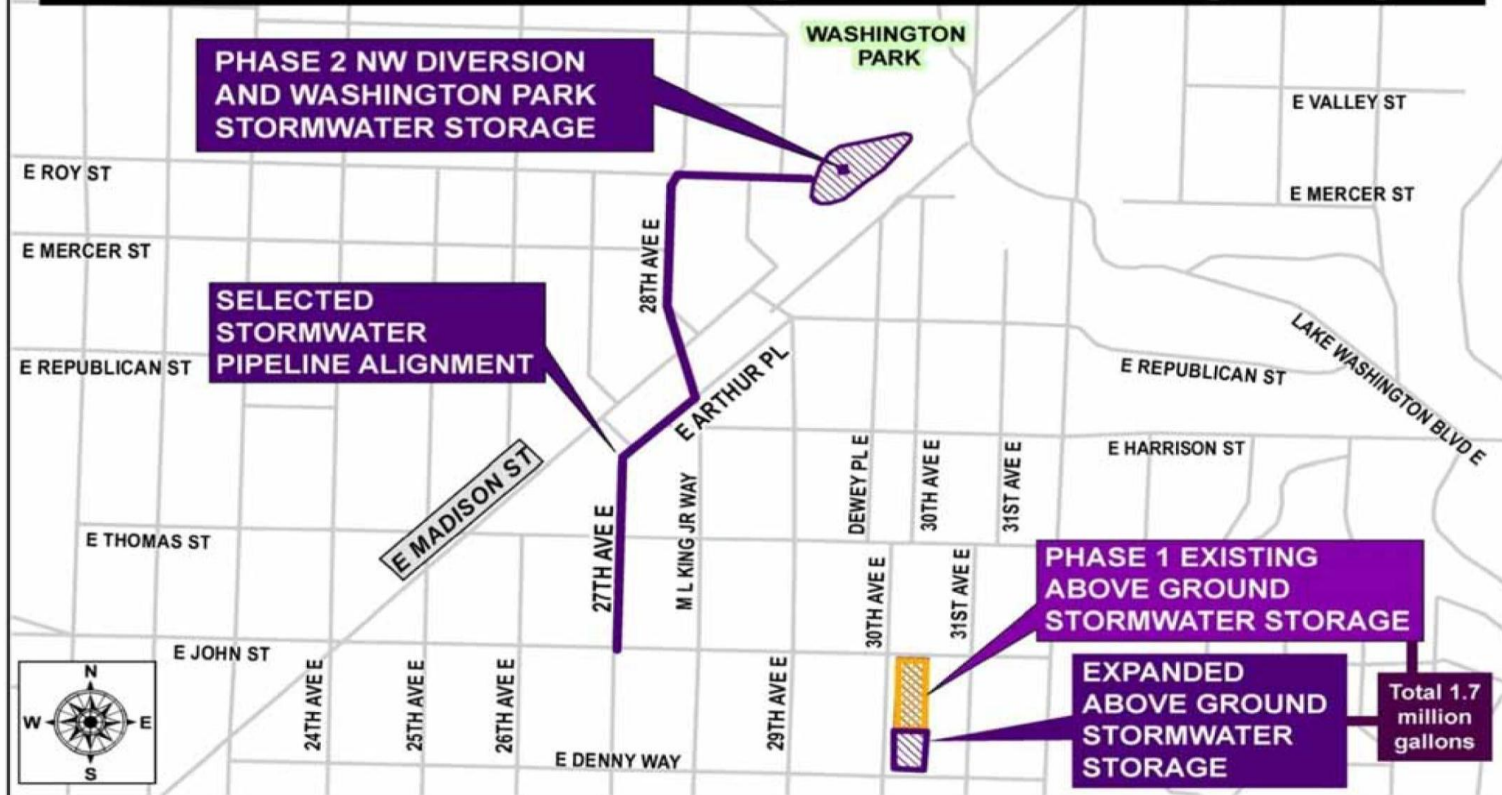 WASHINGTON
PARK
PHASE 2 NW DIVERSION
AND WASHINGTON PARK
STORMWATER STORAGE
E VALLEY ST
E ROY ST
E MERCER ST
E MERCER ST
28TH AVE E
SELECTED
STORMWATER
PIPELINE ALIGNMENT
LAKE WASHINGTON BLVD E
E REPUBLICAN ST
E REPUBLICAN ST
E ARTHUR PL
E HARRISON ST
E MADISON ST
DEWEY PL E
30TH AVE E
31ST AVE E
E THOMAS ST
27TH AVE E
M L KING JR WAY
30TH AVE E
31ST AVE E
PHASE 1 EXISTING
ABOVE GROUND
STORMWATER STORAGE
E JOHN ST
N
W
E
S
24TH AVE E
25TH AVE E
26TH AVE E
29TH AVE E
E DENNY WAY
EXPANDED
ABOVE GROUND
STORMWATER
STORAGE
Total 1.7
million
gallons